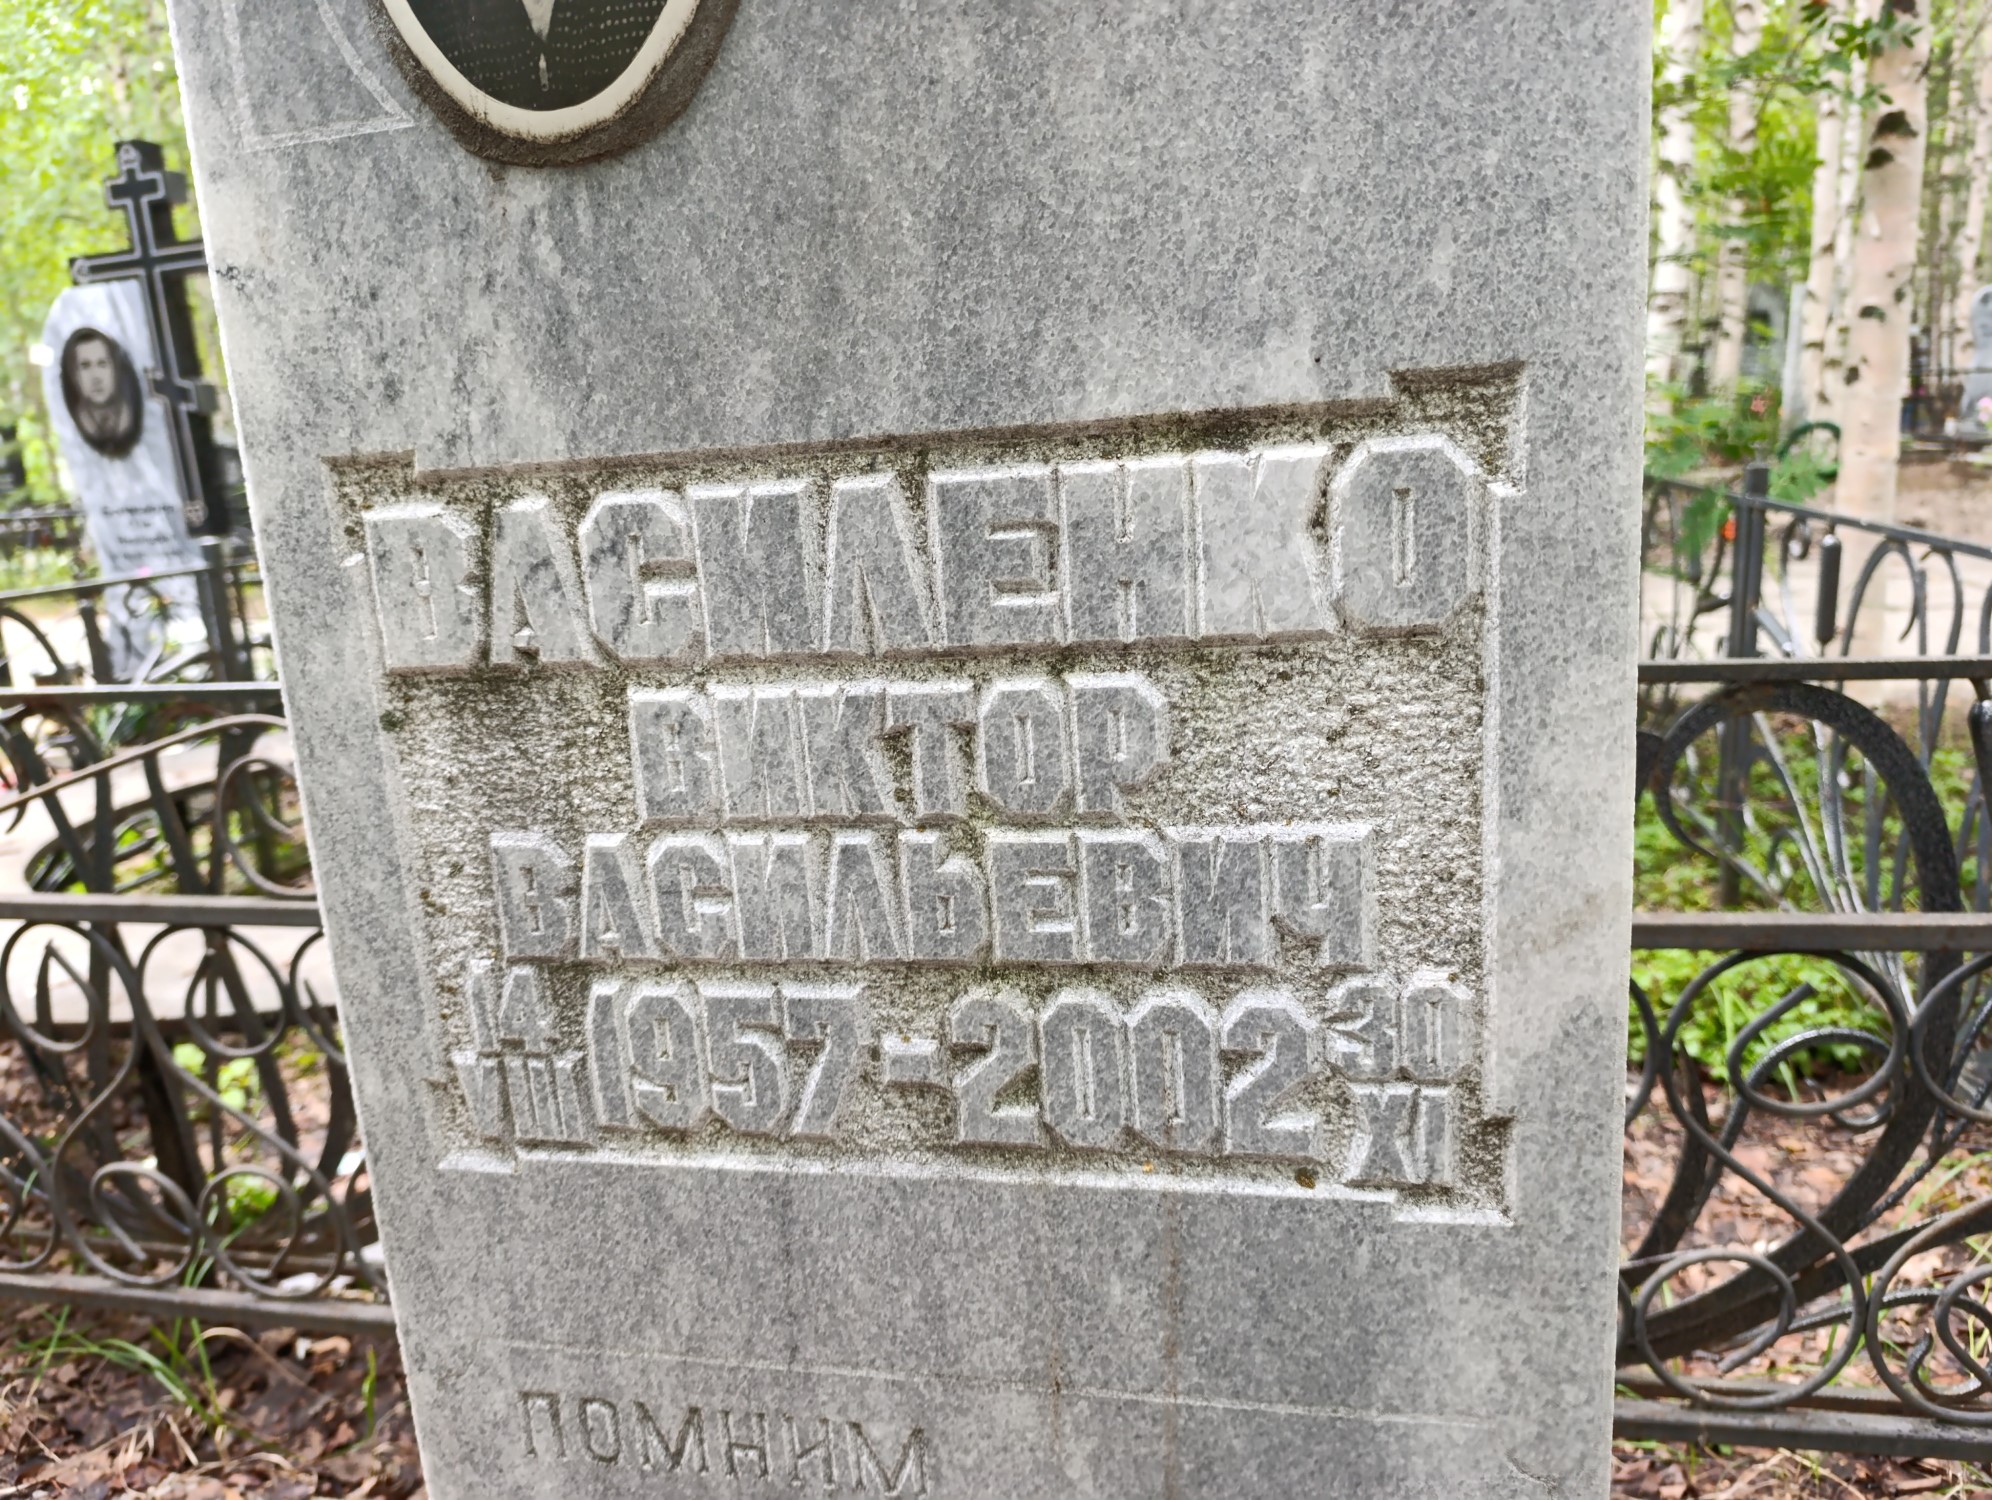 ВАСИЛЕНКО
ВИКТОР
ВАСИЛЬЕВИЧ
14 1957-2002 30
VIII XI
ПОМНИМ